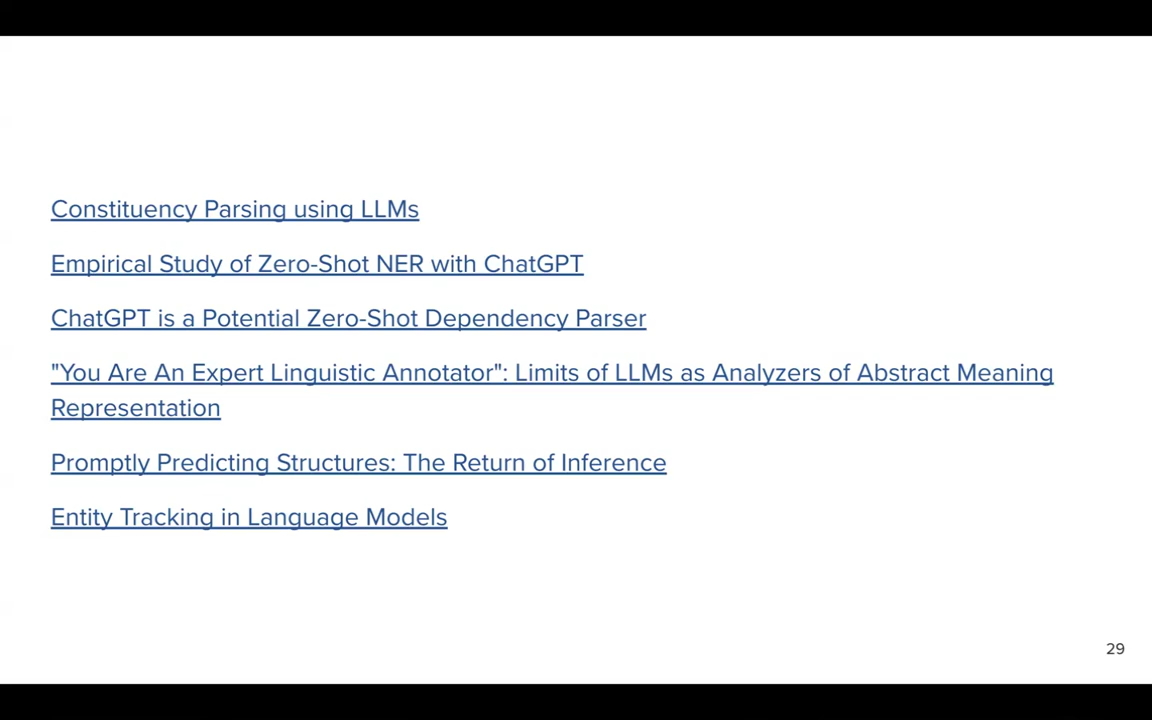 Constituency Parsing using LLMs
Empirical Study of Zero-Shot NER with ChatGPT
ChatGPT is a Potential Zero-Shot Dependency Parser
"You Are An Expert Linguistic Annotator": Limits of LLMs as Analyzers of Abstract Meaning
Representation
Promptly Predicting Structures: The Return of Inference
Entity Tracking in Language Models
29